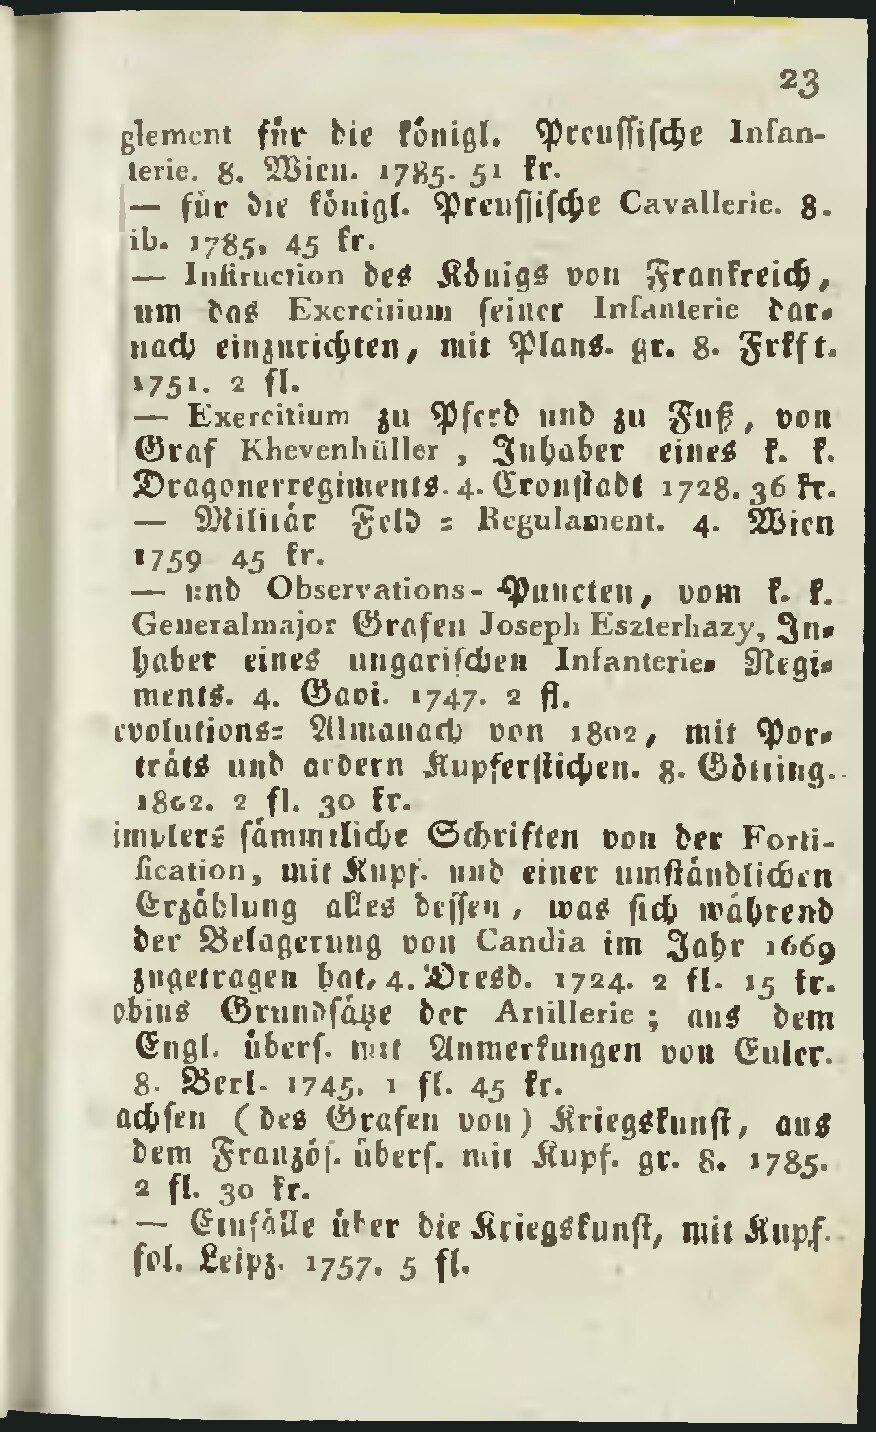 23
glement für die königl. Preussische Infan-
terie. 8. Wien. 1785. 51 kr.
— für die königl. Preussische Cavallerie. 8.
ib. 1785, 45 kr.
— Instruction des Königs von Frankreich,
um das Exercitium seiner Infanterie dar-
nach einzurichten, mit Plans. gr. 8. Frkft.
1751. 2 fl.
— Exercitium zu Pferd und zu Fuß, von
Graf Khevenhüller, Inhaber eines k. k.
Dragonerregiments. 4. Cronstadt 1728. 36 kr.
— Militär Feld = Regulament. 4. Wien
1759 45 kr.
— und Observations-Puncten, vom k. k.
Generalmajor Grafen Joseph Eszterhazy, In-
haber eines ungarischen Infanterie-Regi-
ments. 4. Gavi. 1747. 2 fl.
evolutions= Almanach von 1802, mit Por-
träts und andern Kupferstichen. 8. Götting.
1802. 2 fl. 30 kr.
implers sämmtliche Schriften von der Forti-
fication, mit Kupf. und einer umständlichen
Erzählung alles dessen, was sich während
der Belagerung von Candia im Jahr 1669
zugetragen hat, 4. Dresd. 1724. 2 fl. 15 kr.
obins Grundsätze der Artillerie; aus dem
Engl. übers. mit Anmerkungen von Euler.
8. Berl. 1745. 1 fl. 45 kr.
achsen (des Grafen von) Kriegskunst, aus
dem Französ. übers. mit Kupf. gr. 8. 1785.
2 fl. 30 kr.
— Einfälle über die Kriegskunst, mit Kupf.
fol. Leipz. 1757. 5 fl.